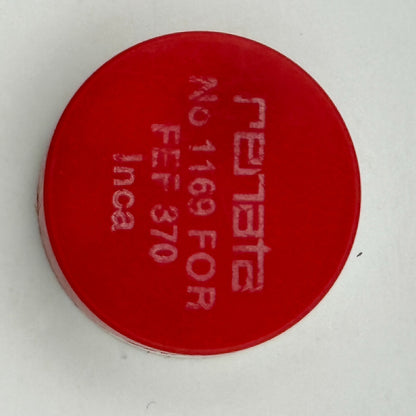 renata
No 1169 FOR
FEF 370
Inca